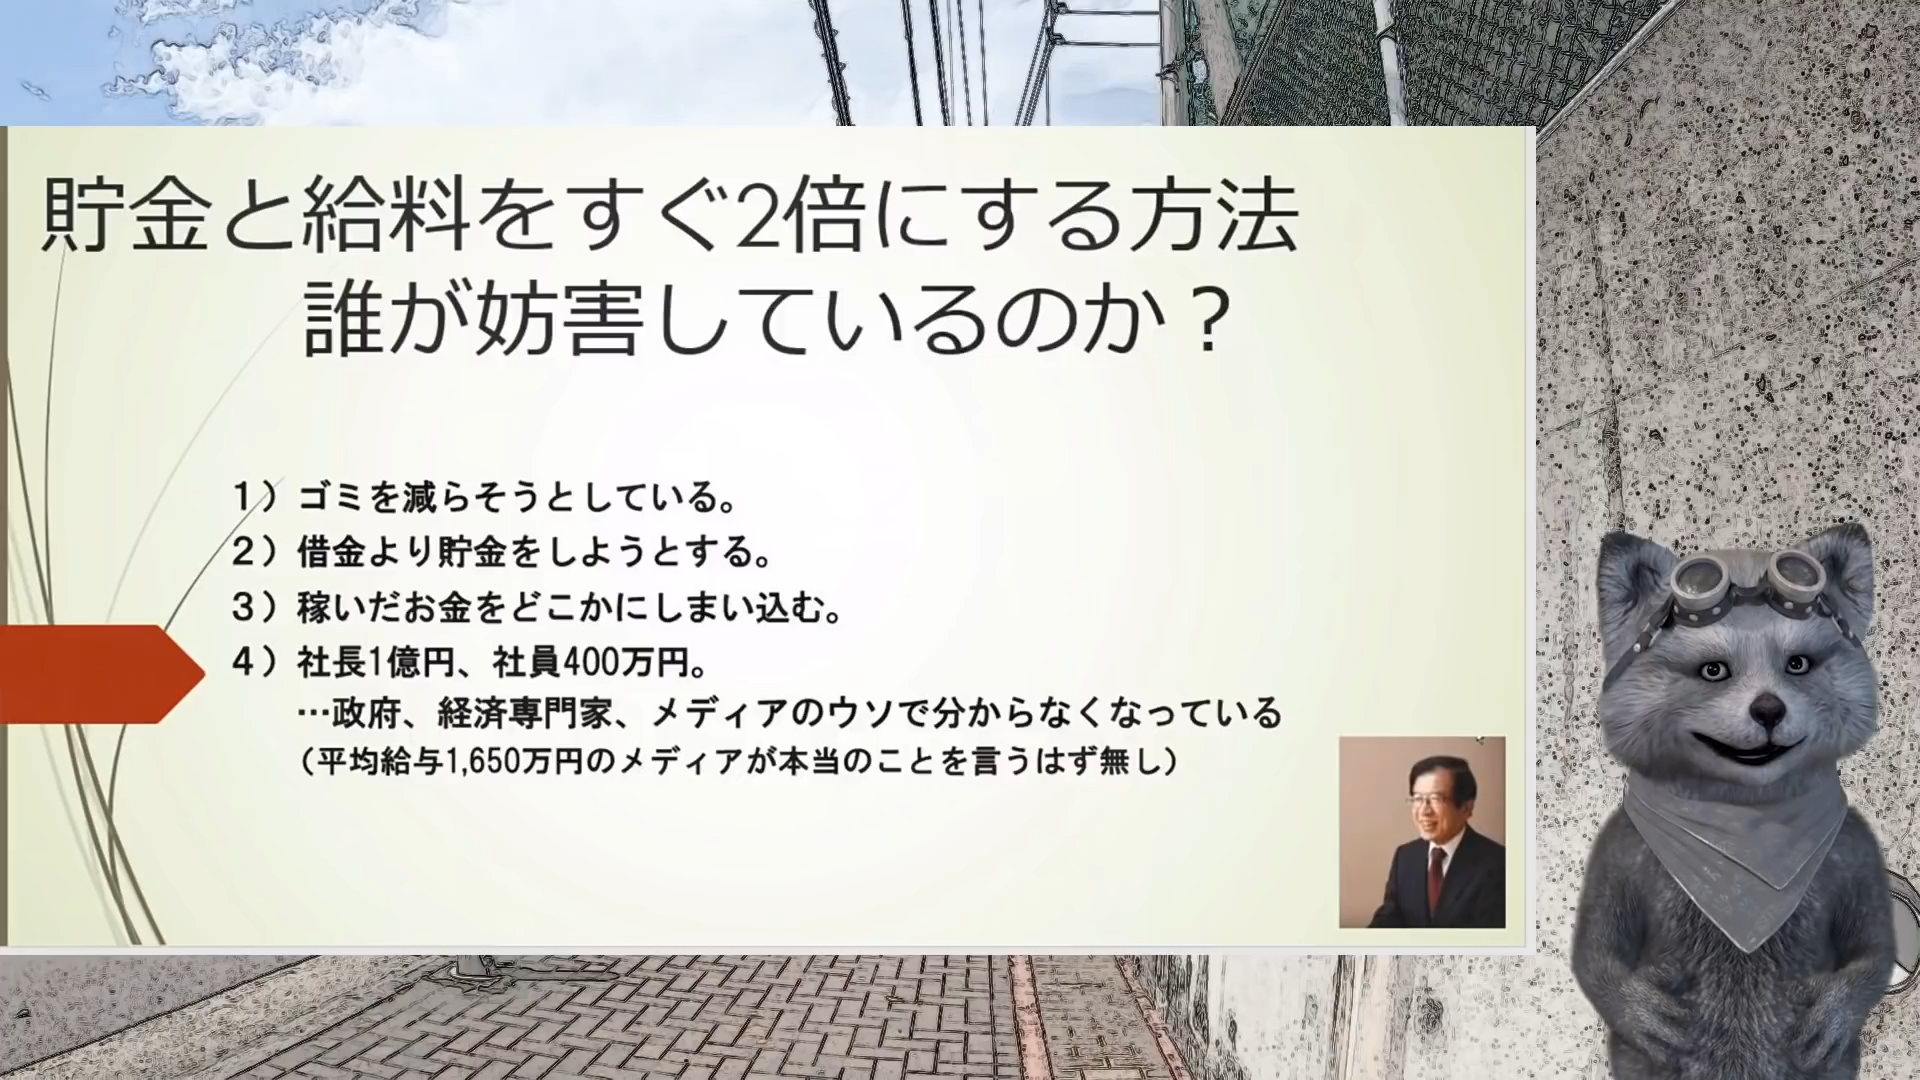 貯金と給料をすぐ2倍にする方法
誰が妨害しているのか？
１）ゴミを減らそうとしている。
２）借金より貯金をしようとする。
３）稼いだお金をどこかにしまい込む。
４）社長1億円、社員400万円。
…政府、経済専門家、メディアのウソで分からなくなっている
（平均給与1,650万円のメディアが本当のことを言うはず無し）